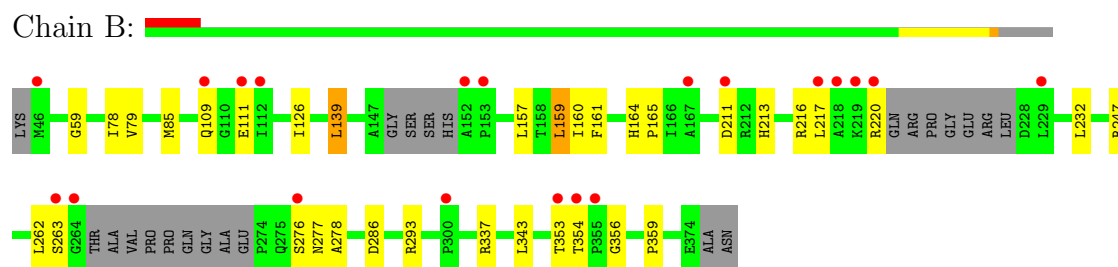 Chain B:
LYS M46 G59 I78 V79 M85 Q109 G110 E111 I112 I126 L139 A147 GLY SER SER HIS A152 P153 L157 T158 L159 I160 F161 H164 P165 I166 A167 D211 R212 H213 R216 L217 A218 K219 R220 GLN ARG PRO GLY GLU ARG LEU D228 L229 L232
L262 S263 G264 THR ALA VAL PRO PRO GLN GLY ALA GLU P274 Q275 S276 N277 A278 D286 R293 P300 R337 L343 T353 T354 P355 G356 P359 E374 ALA ASN